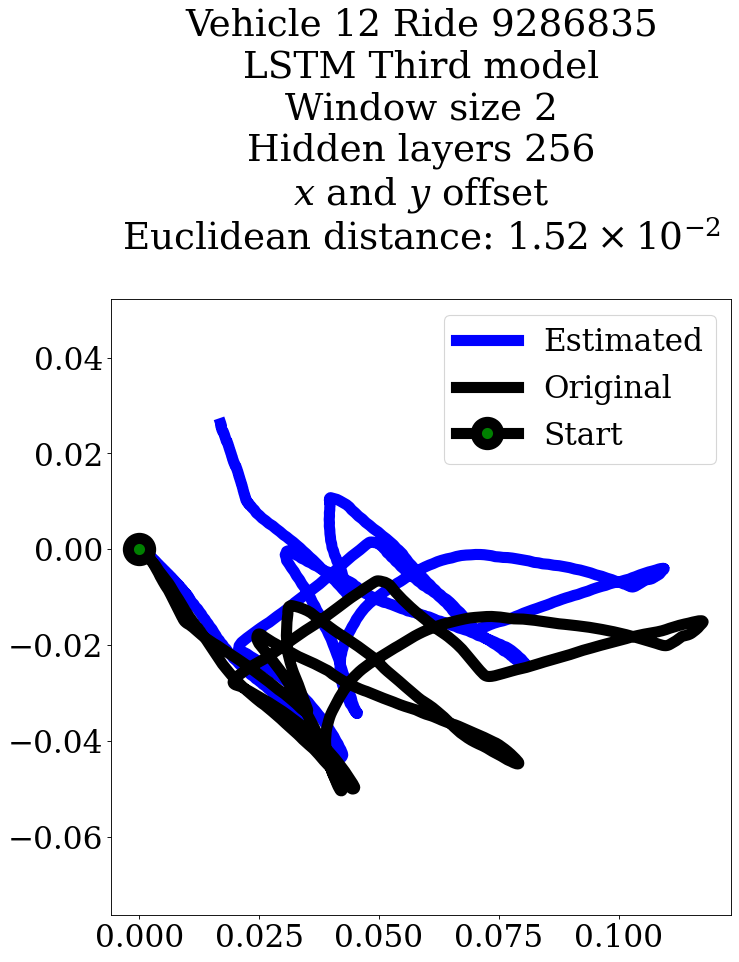 Vehicle 12 Ride 9286835
LSTM Third model
Window size 2
Hidden layers 256
x and y offset
Euclidean distance: 1.52 × 10⁻²
Estimated
Original
Start
0.04
0.02
0.00
−0.02
−0.04
−0.06
0.000 0.025 0.050 0.075 0.100